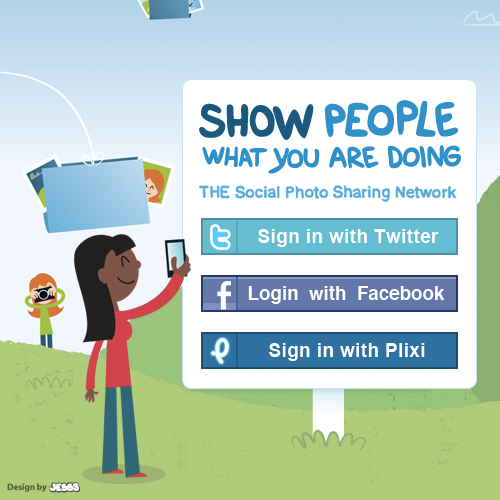 SHOW PEOPLE
WHAT YOU ARE DOING
THE Social Photo Sharing Network
Sign in with Twitter
Login with Facebook
Sign in with Plixi
Design by JESS3